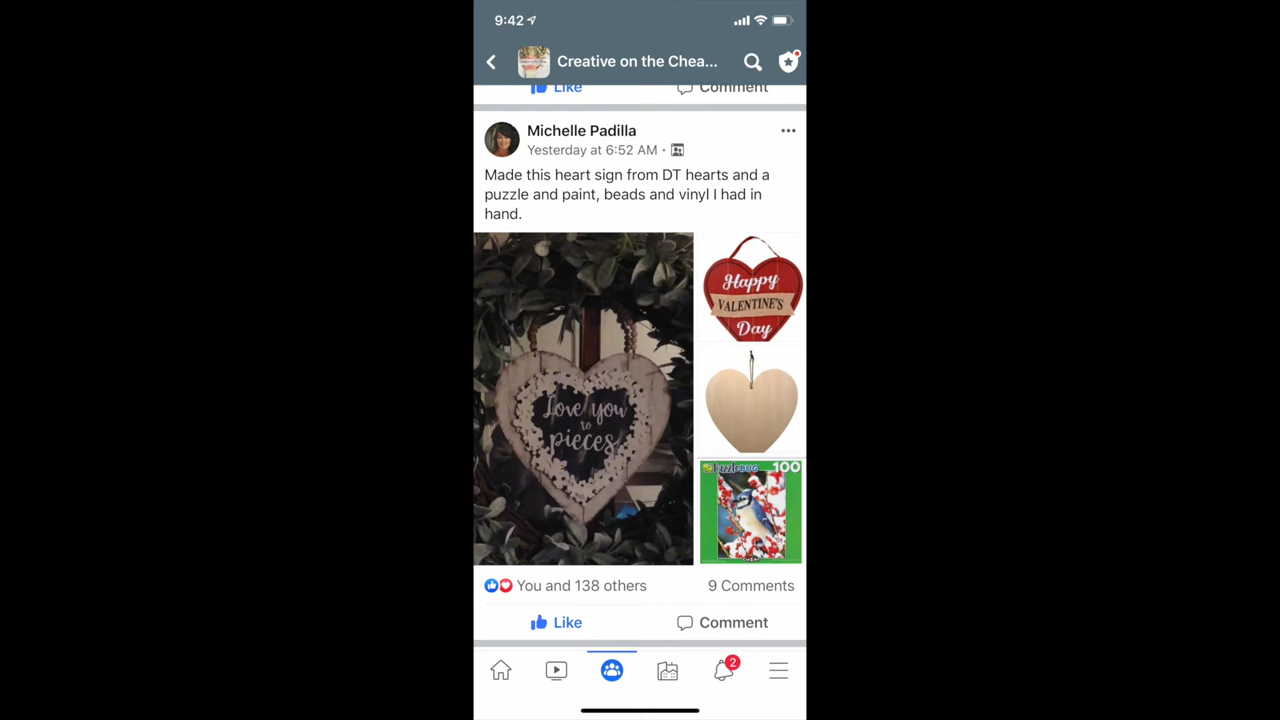 9:42
Creative on the Chea...
Like
Comment
Michelle Padilla
Yesterday at 6:52 AM ·
Made this heart sign from DT hearts and a
puzzle and paint, beads and vinyl I had in
hand.
Happy
VALENTINE'S
Day
Love you
to
pieces
PuzzleBUG
100
You and 138 others
9 Comments
Like
Comment
2